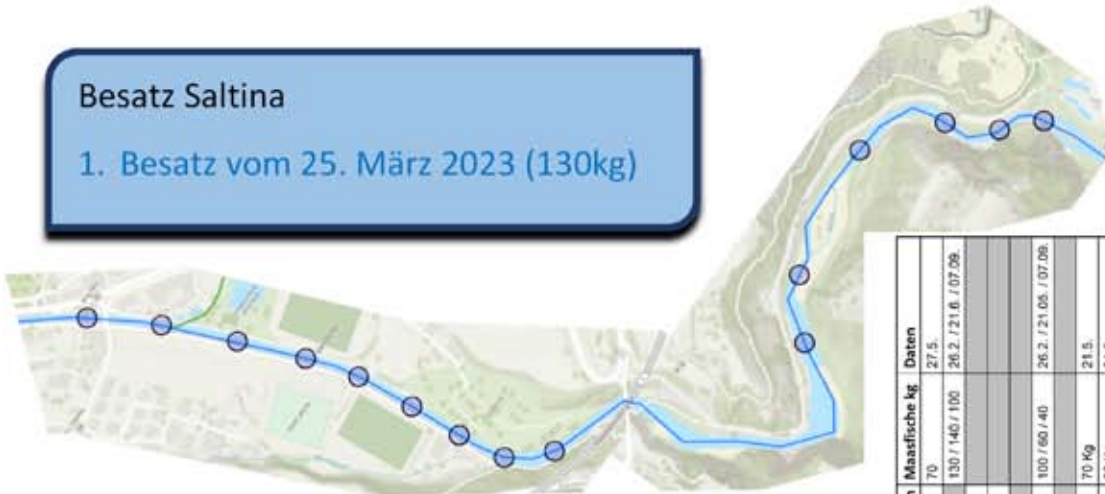 Besatz Saltina
1. Besatz vom 25. März 2023 (130kg)
Maasfische kg Daten
70 27.5.
130 / 140 / 100 26.2. / 21.6. / 07.09.
100 / 60 / 40 26.2. / 21.05. / 07.09.
70 Kg 21.5.